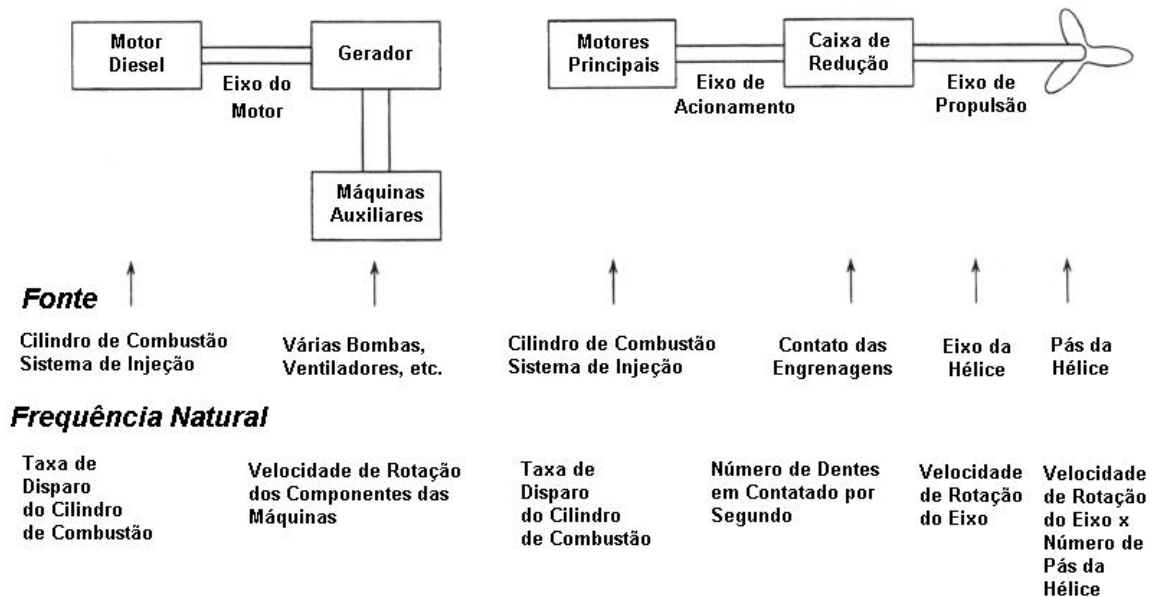 Motor
Diesel
Eixo do
Motor
Gerador
Máquinas
Auxiliares
Motores
Principais
Eixo de
Acionamento
Caixa de
Redução
Eixo de
Propulsão
Fonte
Cilindro de Combustão
Sistema de Injeção
Várias Bombas,
Ventiladores, etc.
Cilindro de Combustão
Sistema de Injeção
Contato das
Engrenagens
Eixo da
Hélice
Pás da
Hélice
Frequência Natural
Taxa de
Disparo
do Cilindro
de Combustão
Velocidade de Rotação
dos Componentes das
Máquinas
Taxa de
Disparo
do Cilindro
de Combustão
Número de Dentes
em Contatado por
Segundo
Velocidade
de Rotação
do Eixo
Velocidade
de Rotação
do Eixo x
Número de
Pás da
Hélice